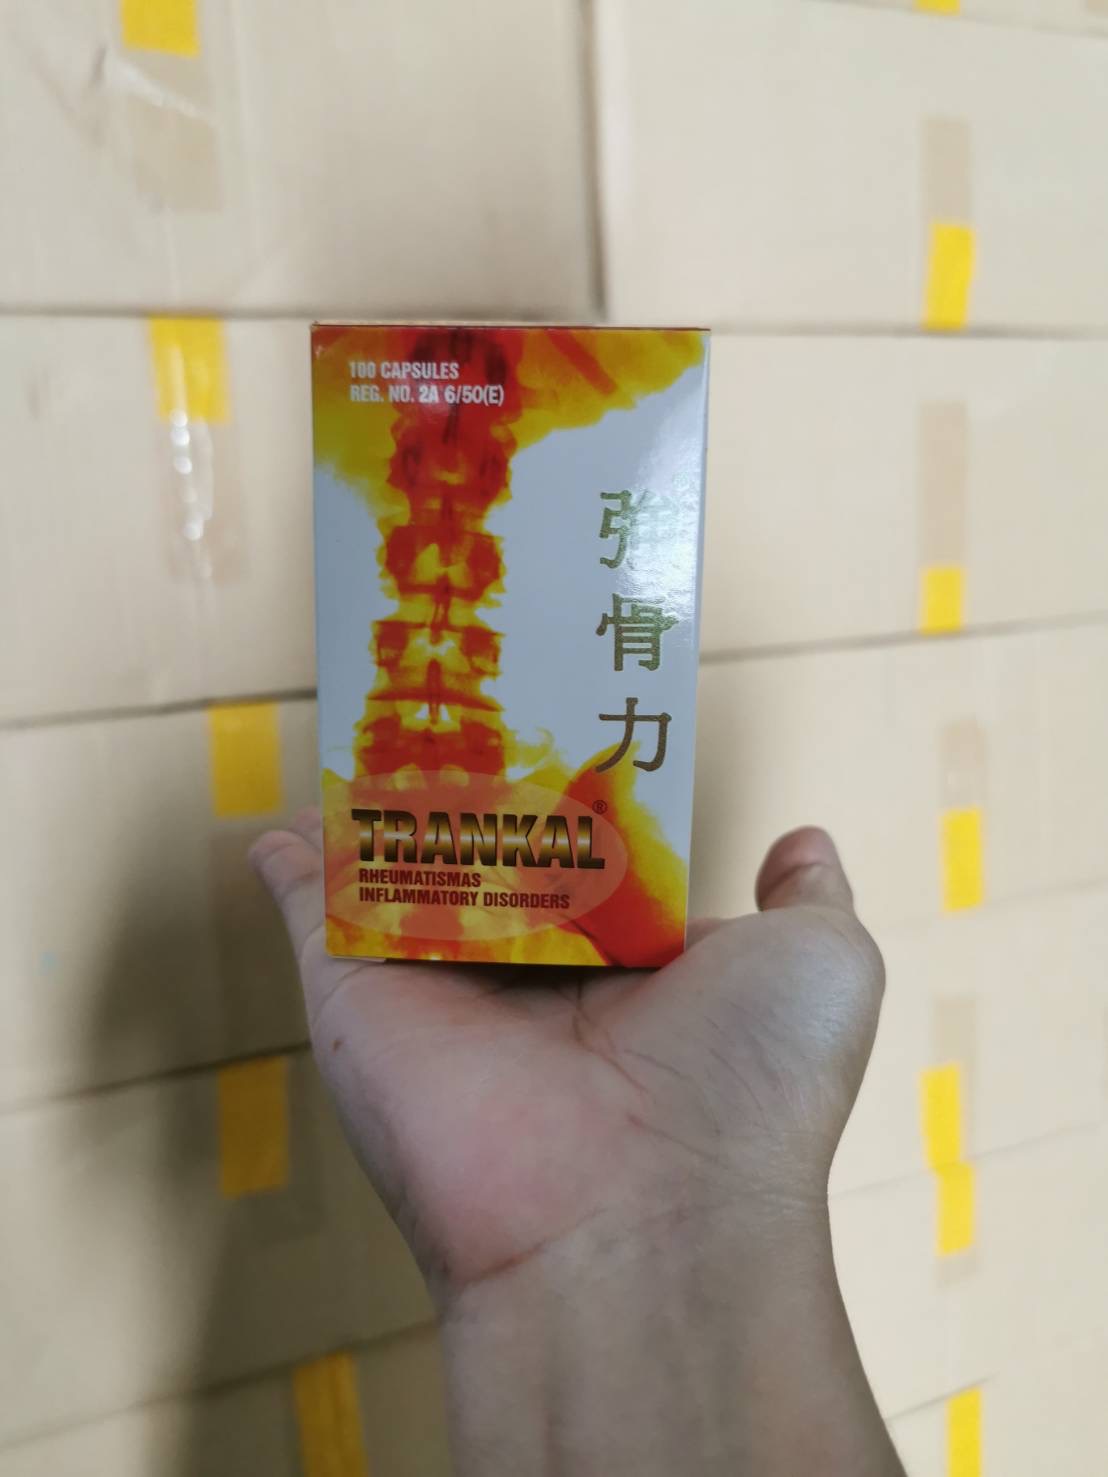 100 CAPSULES
REG. NO. 2A 6/50(E)
強骨力
TRANKAL®
RHEUMATISMAS
INFLAMMATORY DISORDERS